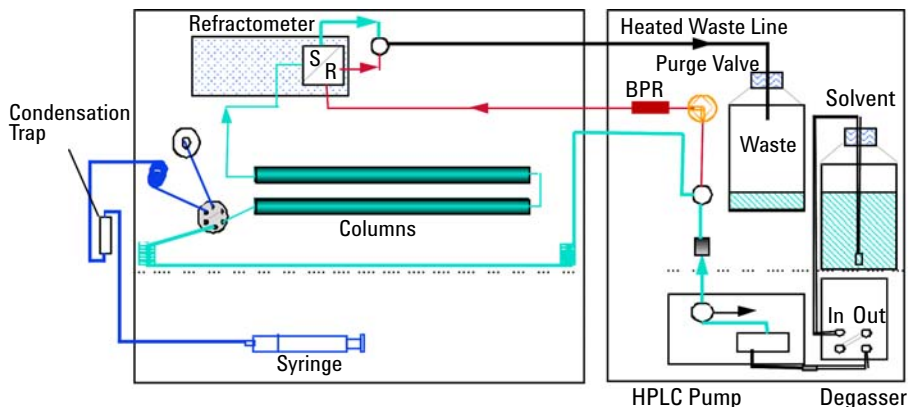 Refractometer
Heated Waste Line
Purge Valve
S
R
BPR
Solvent
Condensation
Trap
Waste
Columns
In Out
Syringe
HPLC Pump
Degasser